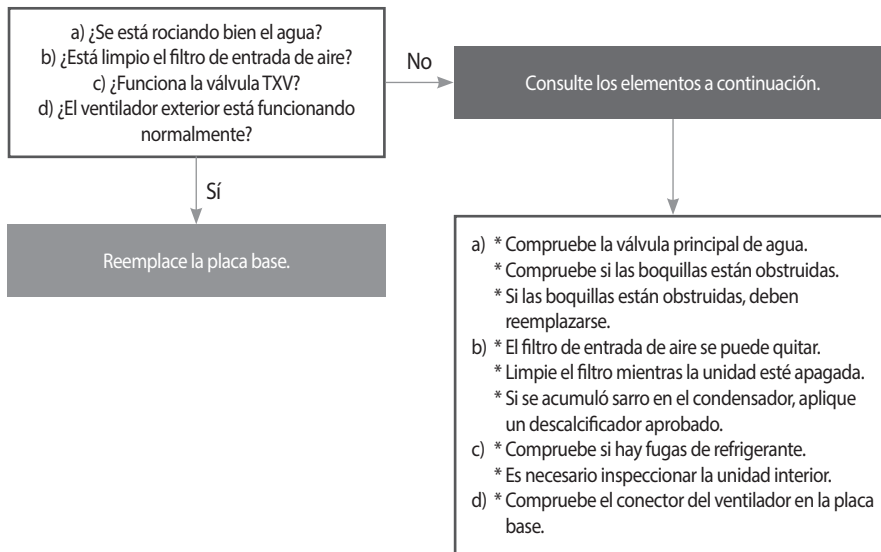 a) ¿Se está rociando bien el agua?
b) ¿Está limpio el filtro de entrada de aire?
c) ¿Funciona la válvula TXV?
d) ¿El ventilador exterior está funcionando
normalmente?
No
Consulte los elementos a continuación.
Sí
Reemplace la placa base.
a) * Compruebe la válvula principal de agua.
* Compruebe si las boquillas están obstruidas.
* Si las boquillas están obstruidas, deben
reemplazarse.
b) * El filtro de entrada de aire se puede quitar.
* Limpie el filtro mientras la unidad esté apagada.
* Si se acumuló sarro en el condensador, aplique
un descalcificador aprobado.
c) * Compruebe si hay fugas de refrigerante.
* Es necesario inspeccionar la unidad interior.
d) * Compruebe el conector del ventilador en la placa
base.